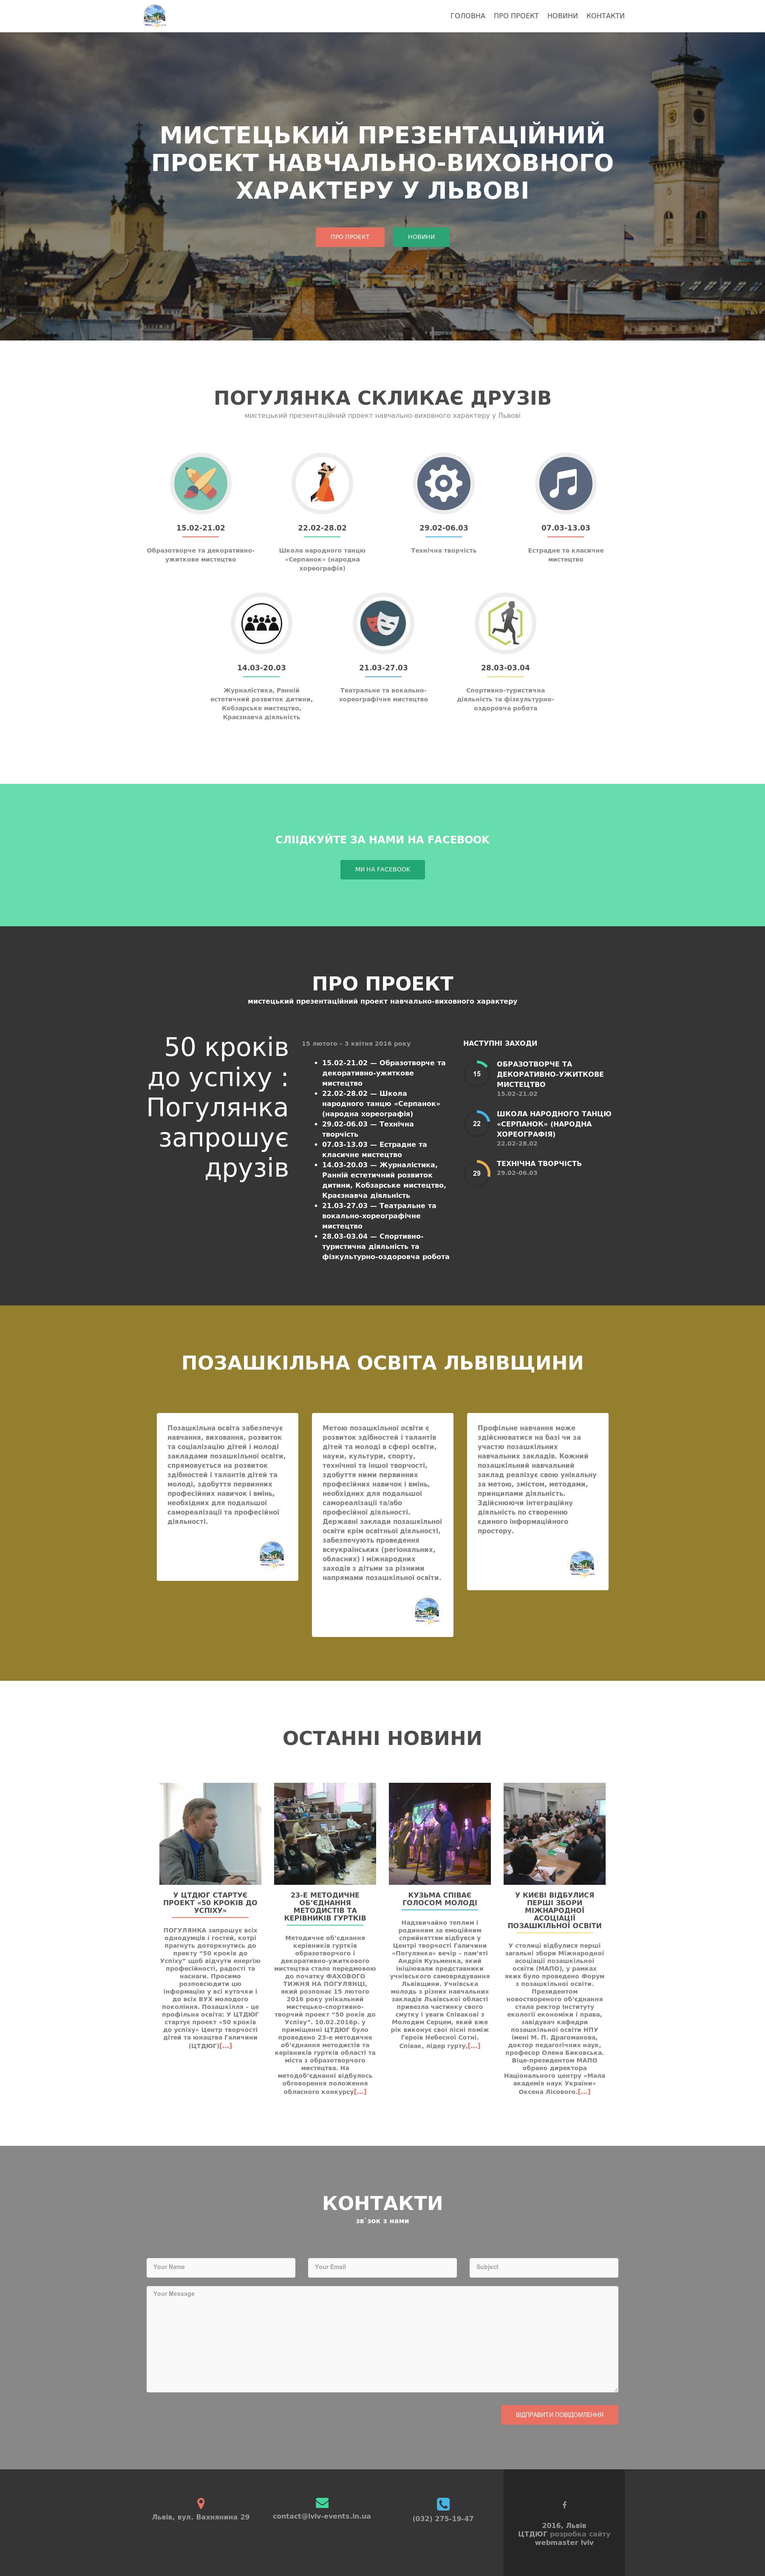 ГОЛОВНА ПРО ПРОЕКТ НОВИНИ КОНТАКТИ
МИСТЕЦЬКИЙ ПРЕЗЕНТАЦІЙНИЙ
ПРОЕКТ НАВЧАЛЬНО-ВИХОВНОГО
ХАРАКТЕРУ У ЛЬВОВІ
ПРО ПРОЕКТ
НОВИНИ
ПОГУЛЯНКА СКЛИКАЄ ДРУЗІВ
мистецький презентаційний проект навчально-виховного характеру у Львові
15.02-21.02
Образотворче та декоративно-
ужиткове мистецтво
22.02-28.02
Школа народного танцю
«Серпанок» (народна
хореографія)
29.02-06.03
Технічна творчість
07.03-13.03
Естрадне та класичне
мистецтво
14.03-20.03
Журналістика, Ранній
естетичний розвиток дитини,
Кобзарське мистецтво,
Краєзнавча діяльність
21.03-27.03
Театральне та вокально-
хореографічне мистецтво
28.03-03.04
Спортивно-туристична
діяльність та фізкультурно-
оздоровча робота
СЛІІДКУЙТЕ ЗА НАМИ НА FACEBOOK
МИ НА FACEBOOK
ПРО ПРОЕКТ
мистецький презентаційний проект навчально-виховного характеру
50 кроків
до успіху :
Погулянка
запрошує
друзів
15 лютого - 3 квітня 2016 року
15.02-21.02 — Образотворче та
декоративно-ужиткове
мистецтво
22.02-28.02 — Школа
народного танцю «Серпанок»
(народна хореографія)
29.02-06.03 — Технічна
творчість
07.03-13.03 — Естрадне та
класичне мистецтво
14.03-20.03 — Журналістика,
Ранній естетичний розвиток
дитини, Кобзарське мистецтво,
Краєзнавча діяльність
21.03-27.03 — Театральне та
вокально-хореографічне
мистецтво
28.03-03.04 — Спортивно-
туристична діяльність та
фізкультурно-оздоровча робота
НАСТУПНІ ЗАХОДИ
15
ОБРАЗОТВОРЧЕ ТА
ДЕКОРАТИВНО-УЖИТКОВЕ
МИСТЕЦТВО
15.02-21.02
22
ШКОЛА НАРОДНОГО ТАНЦЮ
«СЕРПАНОК» (НАРОДНА
ХОРЕОГРАФІЯ)
22.02-28.02
29
ТЕХНІЧНА ТВОРЧІСТЬ
29.02-06.03
ПОЗАШКІЛЬНА ОСВІТА ЛЬВІВЩИНИ
Позашкільна освіта забезпечує
навчання, виховання, розвиток
та соціалізацію дітей і молоді
закладами позашкільної освіти,
спрямовується на розвиток
здібностей і талантів дітей та
молоді, здобуття первинних
професійних навичок і вмінь,
необхідних для подальшої
самореалізації та професійної
діяльності.
Метою позашкільної освіти є
розвиток здібностей і талантів
дітей та молоді в сфері освіти,
науки, культури, спорту,
технічної та іншої творчості,
здобуття ними первинних
професійних навичок і вмінь,
необхідних для подальшої
самореалізації та/або
професійної діяльності.
Державні заклади позашкільної
освіти крім освітньої діяльності,
забезпечують проведення
всеукраїнських (регіональних,
обласних) і міжнародних
заходів з дітьми за різними
напрямами позашкільної освіти.
Профільне навчання може
здійснюватися на базі чи за
участю позашкільних
навчальних закладів. Кожний
позашкільний навчальний
заклад реалізує свою унікальну
за метою, змістом, методами,
принципами діяльність.
Здійснюючи інтеграційну
діяльність по створенню
єдиного інформаційного
простору.
ОСТАННІ НОВИНИ
У ЦТДЮГ СТАРТУЄ
ПРОЕКТ «50 КРОКІВ ДО
УСПІХУ»
ПОГУЛЯНКА запрошує всіх
однодумців і гостей, котрі
прагнуть доторкнутись до
пректу “50 кроків до
Успіху” щоб відчути енергію
професійності, радості та
наснаги. Просимо
розповсюдити цю
інформацію у всі куточки і
до всіх ВУХ молодого
покоління. Позашкілля – це
профільна освіта: У ЦТДЮГ
стартує проект «50 кроків
до успіху» Центр творчості
дітей та юнацтва Галичини
(ЦТДЮГ)[...]
23-Е МЕТОДИЧНЕ
ОБ’ЄДНАННЯ
МЕТОДИСТІВ ТА
КЕРІВНИКІВ ГУРТКІВ
Методичне об’єднання
керівників гуртків
образотворчого і
декоративно-ужиткового
мистецтва стало передмовою
до початку ФАХОВОГО
ТИЖНЯ НА ПОГУЛЯНЦІ,
який розпонає 15 лютого
2016 року унікальний
мистецько-спортивно-
творчий проект “50 років до
Успіху”. 10.02.2016р. у
приміщенні ЦТДЮГ було
проведено 23-е методичне
об’єднання методистів та
керівників гуртків області та
міста з образотворчого
мистецтва. На
методоб’єднанні відбулось
обговорення положення
обласного конкурсу[...]
КУЗЬМА СПІВАЄ
ГОЛОСОМ МОЛОДІ
Надзвичайно теплим і
родинним за емоційним
сприйняттям відбувся у
Центрі творчості Галичини
«Погулянка» вечір – пам’яті
Андрія Кузьменка, який
ініціювали представники
учнівського самоврядування
Львівщини. Учнівська
молодь з різних навчальних
закладів Львівської області
привезла частинку свого
смутку і уваги Співакові з
Молодим Серцем, який вже
рік виконує свої пісні поміж
Героїв Небесної Сотні.
Співак, лідер гурту,[...]
У КИЄВІ ВІДБУЛИСЯ
ПЕРШІ ЗБОРИ
МІЖНАРОДНОЇ
АСОЦІАЦІЇ
ПОЗАШКІЛЬНОЇ ОСВІТИ
У столиці відбулися перші
загальні збори Міжнародної
асоціації позашкільної
освіти (МАПО), у рамках
яких було проведено Форум
з позашкільної освіти.
Президентом
новоствореного об’єднання
стала ректор Інституту
екології економіки і права,
завідувач кафедри
позашкільної освіти НПУ
імені М. П. Драгоманова,
доктор педагогічних наук,
професор Олена Биковська.
Віце-президентом МАПО
обрано директора
Національного центру «Мала
академія наук України»
Оксена Лісового.[...]
КОНТАКТИ
зв`зок з нами
Your Name
Your Email
Subject
Your Message
ВІДПРАВИТИ ПОВІДОМЛЕННЯ
Львів, вул. Вахнянина 29
contact@lviv-events.in.ua
(032) 275-19-47
2016, Львів
ЦТДЮГ розробка сайту
webmaster lviv